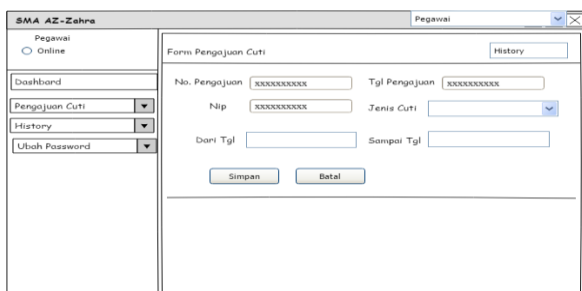 SMA AZ-Zahra
Pegawai
Pegawai
Online
Dashbard
Pengajuan Cuti
History
Ubah Password
Form Pengajuan Cuti
History
No. Pengajuan xxxxxxxxxx Tgl Pengajuan xxxxxxxxxx
Nip xxxxxxxxxx Jenis Cuti
Dari Tgl Sampai Tgl
Simpan Batal